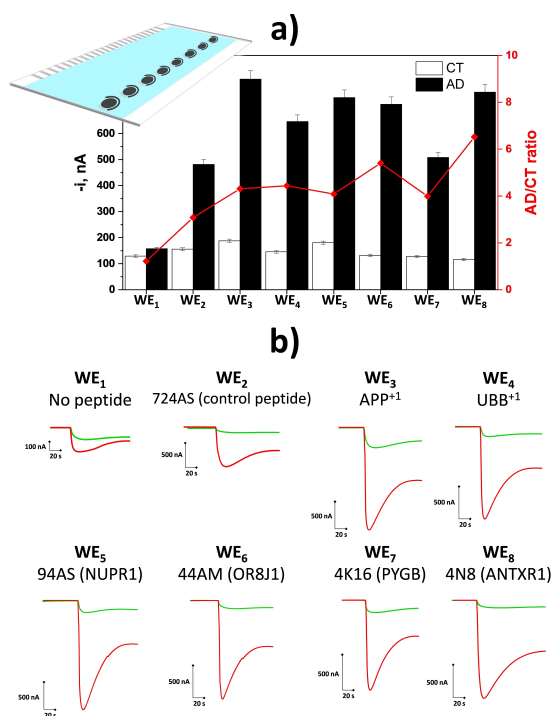 a)
CT
AD
-i, nA
600
500
400
300
200
100
0
10
8
6
4
2
0
AD/CT ratio
WE1 WE2 WE3 WE4 WE5 WE6 WE7 WE8
b)
WE1 WE2 WE3 WE4
No peptide 724AS (control peptide) APP+1 UBB+1
100 nA
20 s
500 nA
20 s
500 nA
20 s
500 nA
20 s
WE5 WE6 WE7 WE8
94AS (NUPR1) 44AM (OR8J1) 4K16 (PYGB) 4N8 (ANTXR1)
500 nA
20 s
500 nA
20 s
500 nA
20 s
500 nA
20 s